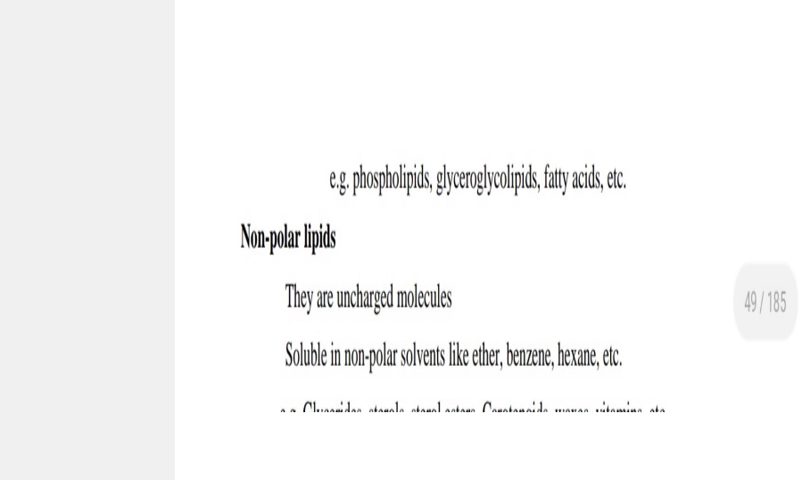 e.g. phospholipids, glyceroglycolipids, fatty acids, etc.
Non-polar lipids
They are uncharged molecules
49 / 185
Soluble in non-polar solvents like ether, benzene, hexane, etc.